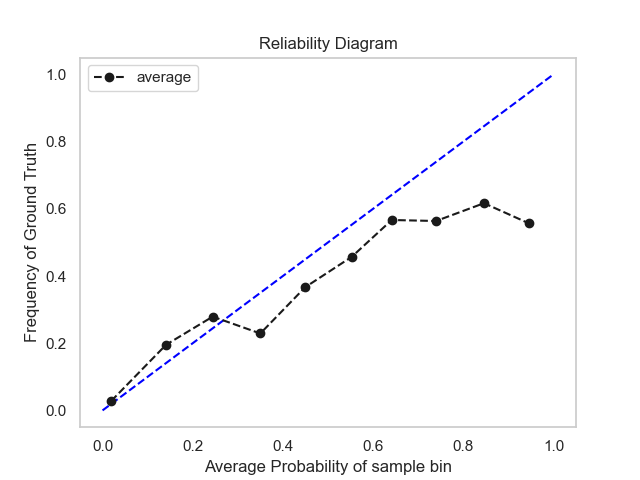 Reliability Diagram
average
Frequency of Ground Truth
1.0
0.8
0.6
0.4
0.2
0.0
0.0 0.2 0.4 0.6 0.8 1.0
Average Probability of sample bin